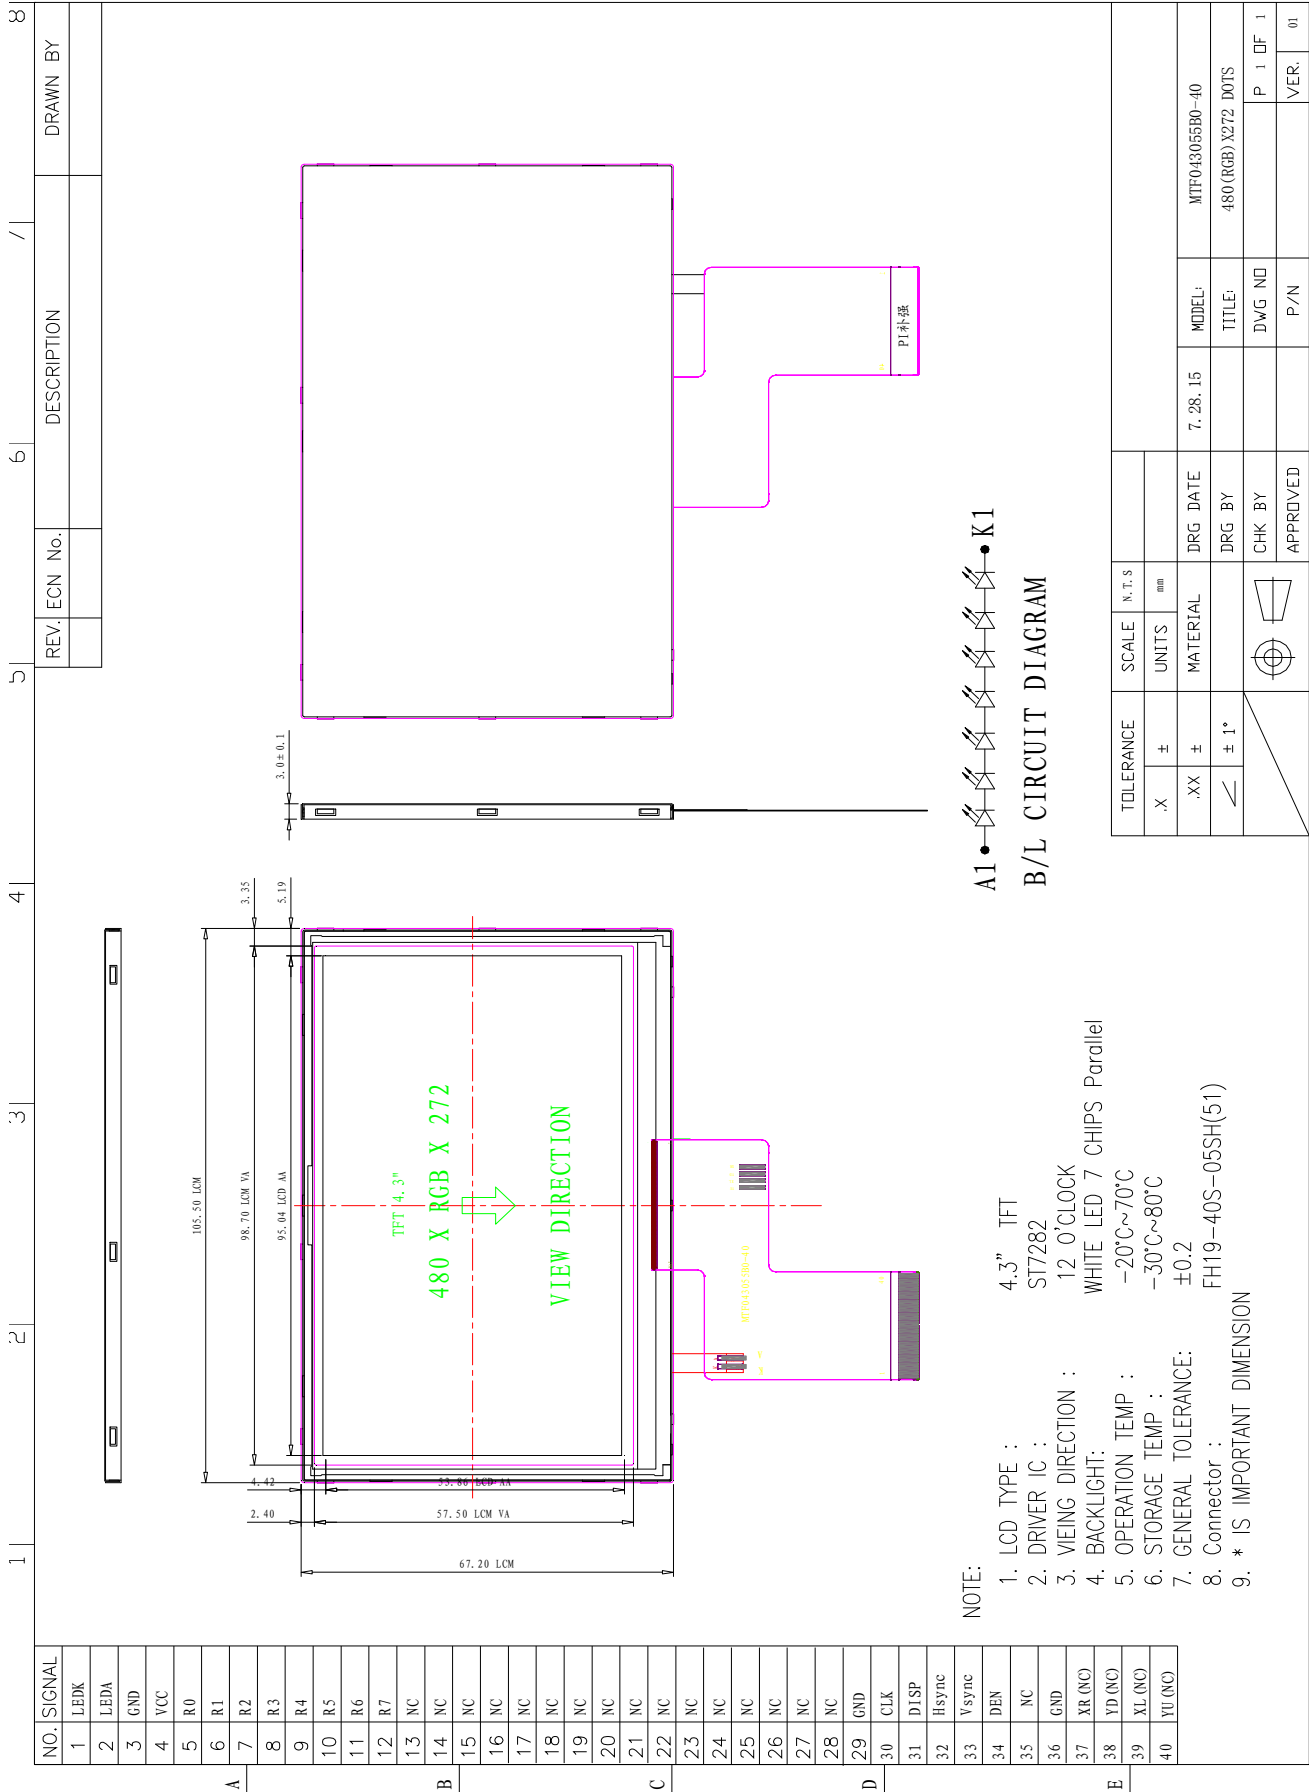 1 2 3 4 5 6 7 8
A
B
C
D
E
REV. ECN No. DESCRIPTION DRAWN BY
NO. SIGNAL
1 LEDK
2 LEDA
3 GND
4 VCC
5 R0
6 R1
7 R2
8 R3
9 R4
10 R5
11 R6
12 R7
13 NC
14 NC
15 NC
16 NC
17 NC
18 NC
19 NC
20 NC
21 NC
22 NC
23 NC
24 NC
25 NC
26 NC
27 NC
28 NC
29 GND
30 CLK
31 DISP
32 Hsync
33 Vsync
34 DEN
35 NC
36 GND
37 XR(NC)
38 YD(NC)
39 XL(NC)
40 YU(NC)
105.50 LCM
98.70 LCM VA
3.35
95.04 LCD AA
5.19
4.42
53.86 LCD AA
2.40
57.50 LCM VA
67.20 LCM
3.0±0.1
TFT 4.3"
480 X RGB X 272
VIEW DIRECTION
PI补强
A1
K1
B/L CIRCUIT DIAGRAM
NOTE:
1. LCD TYPE : 4.3" TFT
2. DRIVER IC : ST7282
3. VIEING DIRECTION : 12 O'CLOCK
4. BACKLIGHT: WHITE LED 7 CHIPS Parallel
5. OPERATION TEMP : -20°C~70°C
6. STORAGE TEMP : -30°C~80°C
7. GENERAL TOLERANCE: ±0.2
8. Connector : FH19-40S-05SH(51)
9. * IS IMPORTANT DIMENSION
TOLERANCE SCALE N.T.S
.X ± UNITS mm
.XX ± MATERIAL DRG DATE 7.28.15 MODEL: MTF043055B0-40
∠ ±1° DRG BY TITLE: 480(RGB)X272 DOTS
CHK BY DWG NO P 1 OF 1
APPROVED P/N VER. 01